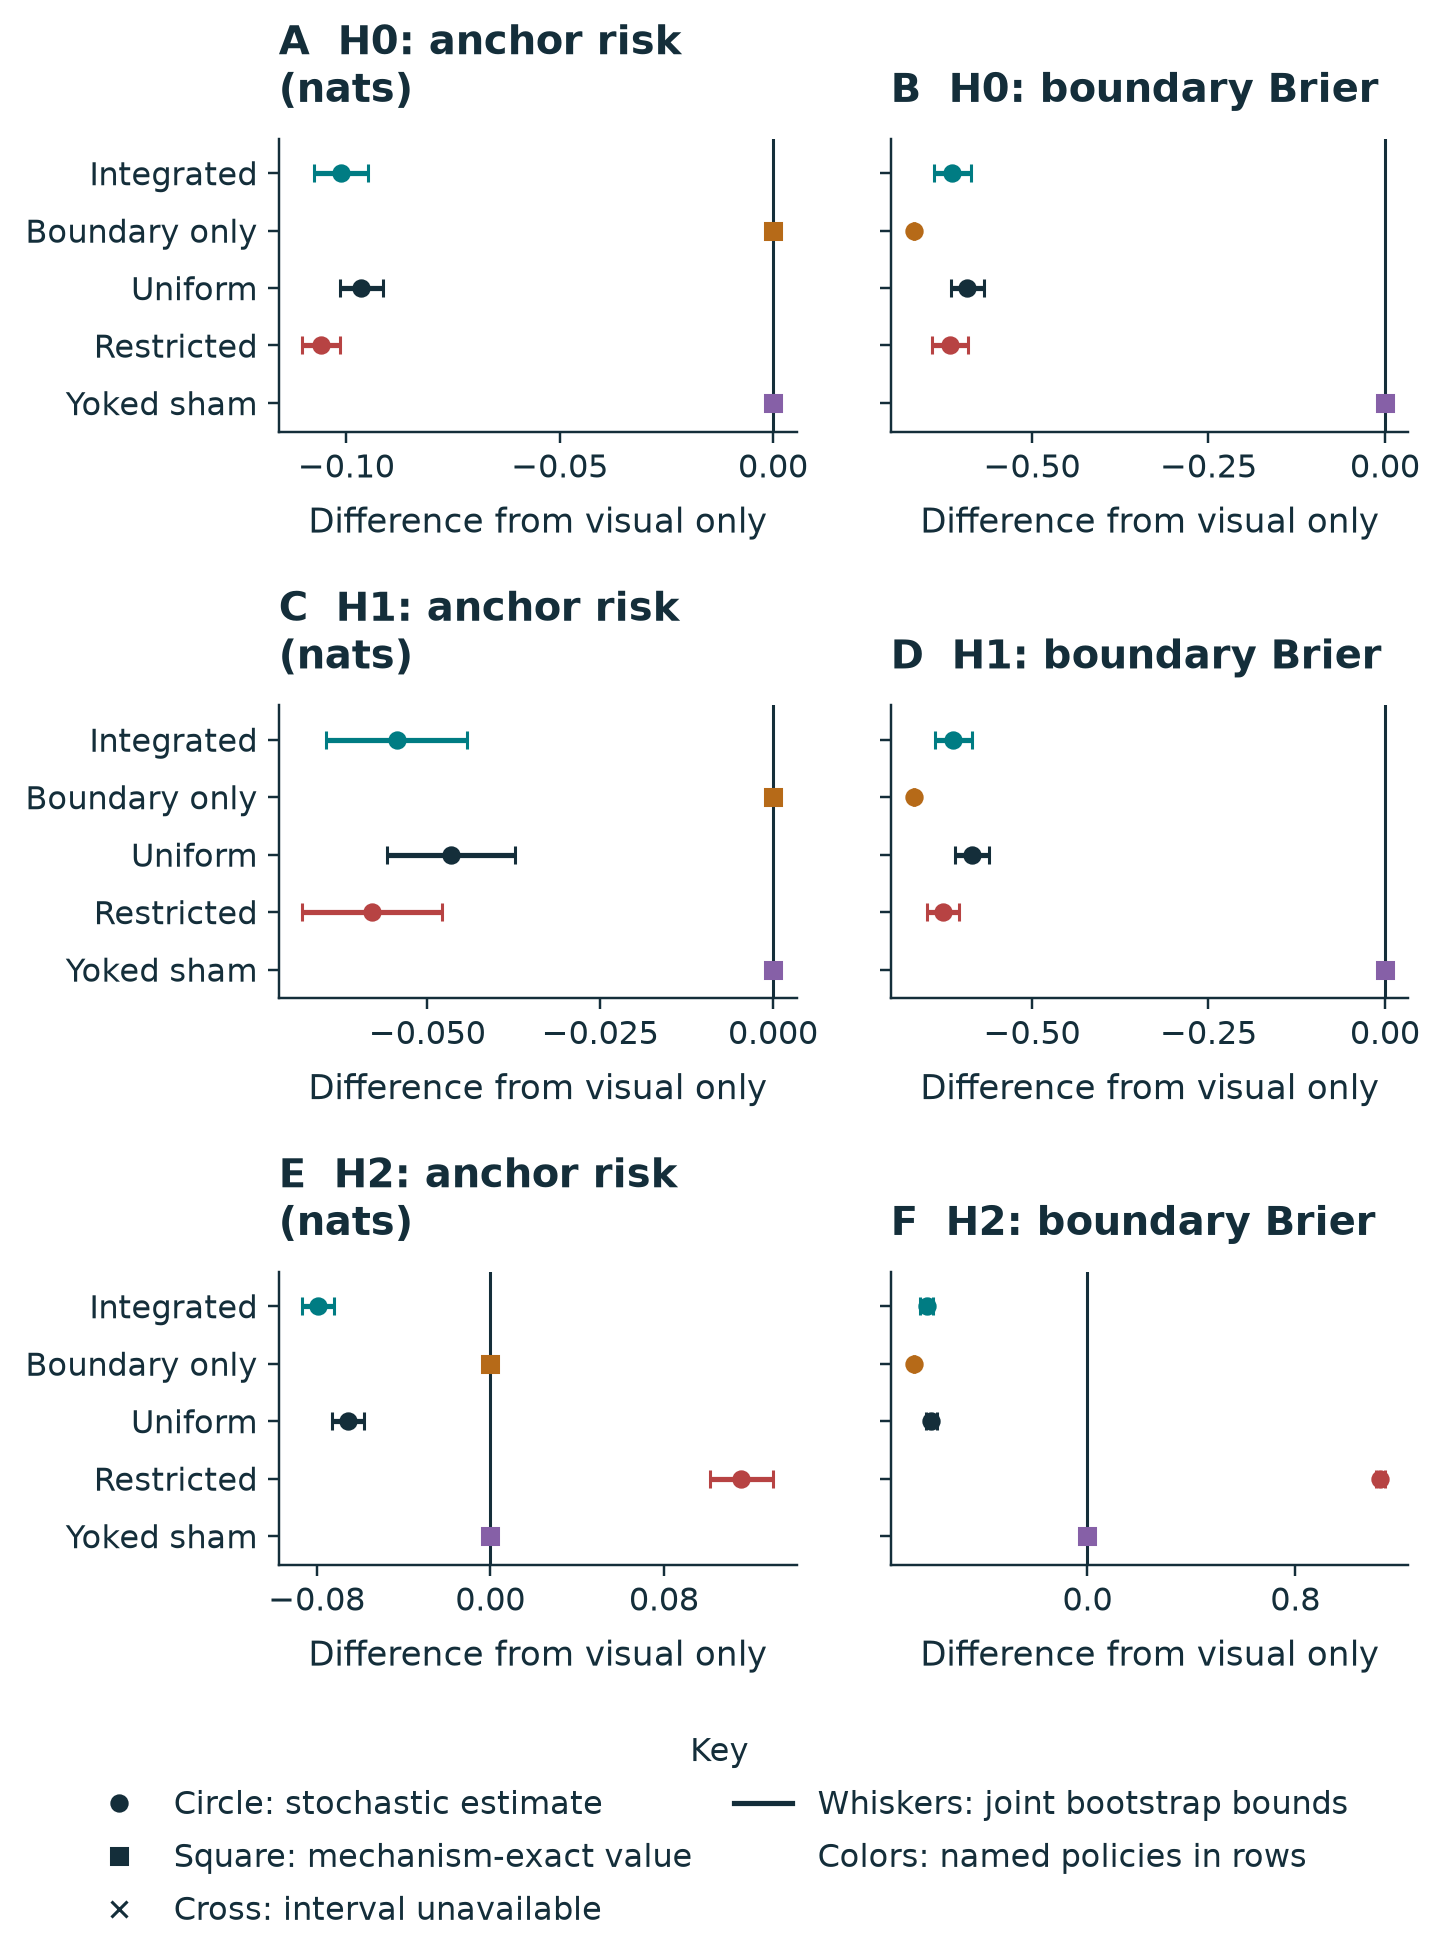 A  H0: anchor risk
(nats)
B  H0: boundary Brier
Integrated
Boundary only
Uniform
Restricted
Yoked sham
−0.10
−0.05
0.00
−0.50
−0.25
0.00
Difference from visual only
Difference from visual only
C  H1: anchor risk
(nats)
D  H1: boundary Brier
Integrated
Boundary only
Uniform
Restricted
Yoked sham
−0.050
−0.025
0.000
−0.50
−0.25
0.00
Difference from visual only
Difference from visual only
E  H2: anchor risk
(nats)
F  H2: boundary Brier
Integrated
Boundary only
Uniform
Restricted
Yoked sham
−0.08
0.00
0.08
0.0
0.8
Difference from visual only
Difference from visual only
Key
Circle: stochastic estimate
Square: mechanism-exact value
Cross: interval unavailable
Whiskers: joint bootstrap bounds
Colors: named policies in rows